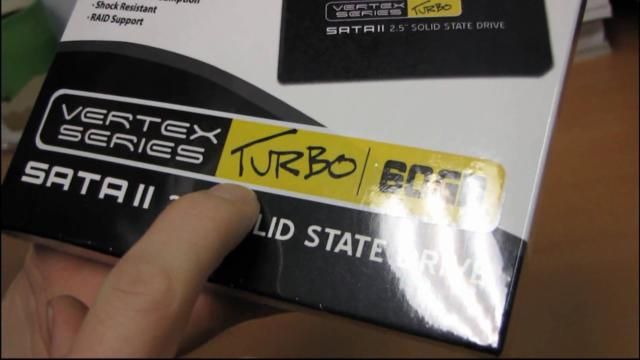 · Shock Resistant
· RAID Support
VERTEX
SERIES
TURBO
SATA II 2.5" SOLID STATE DRIVE
VERTEX
SERIES
TURBO
SATA II SOLID STATE DRIVE